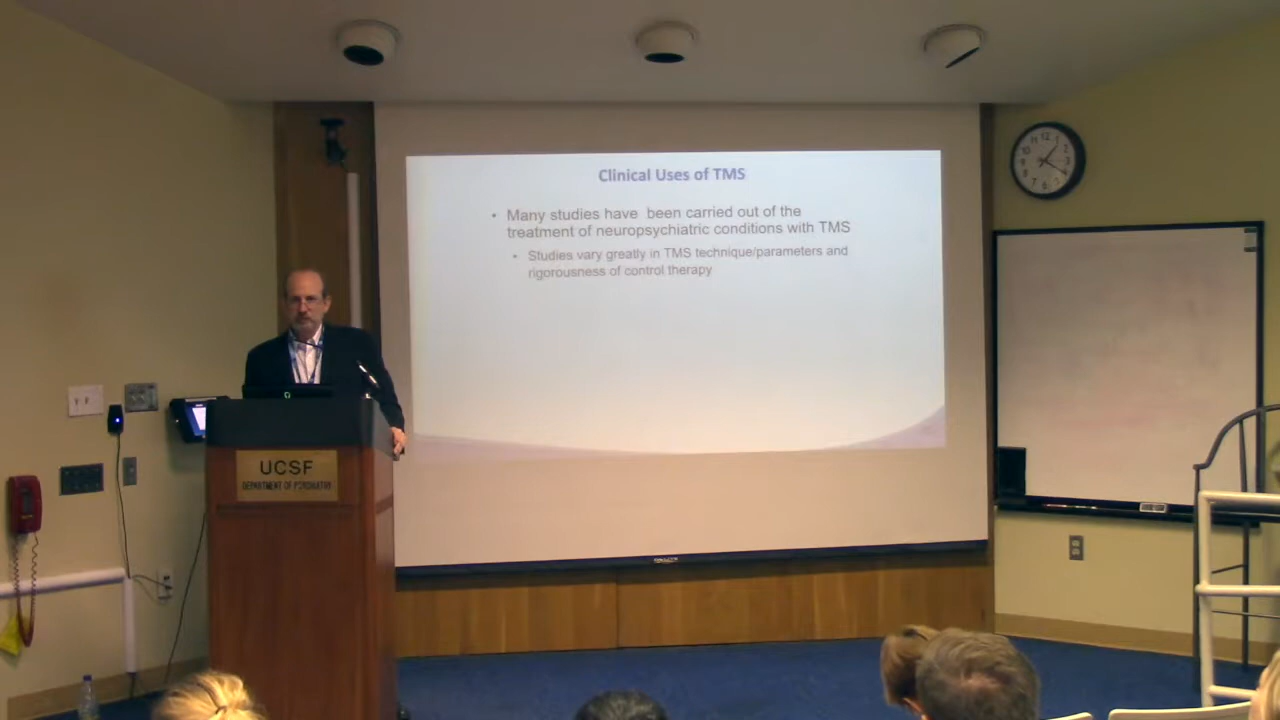 Clinical Uses of TMS
• Many studies have been carried out of the
treatment of neuropsychiatric conditions with TMS
• Studies vary greatly in TMS technique/parameters and
rigorousness of control therapy
UCSF
DEPARTMENT OF PSYCHIATRY